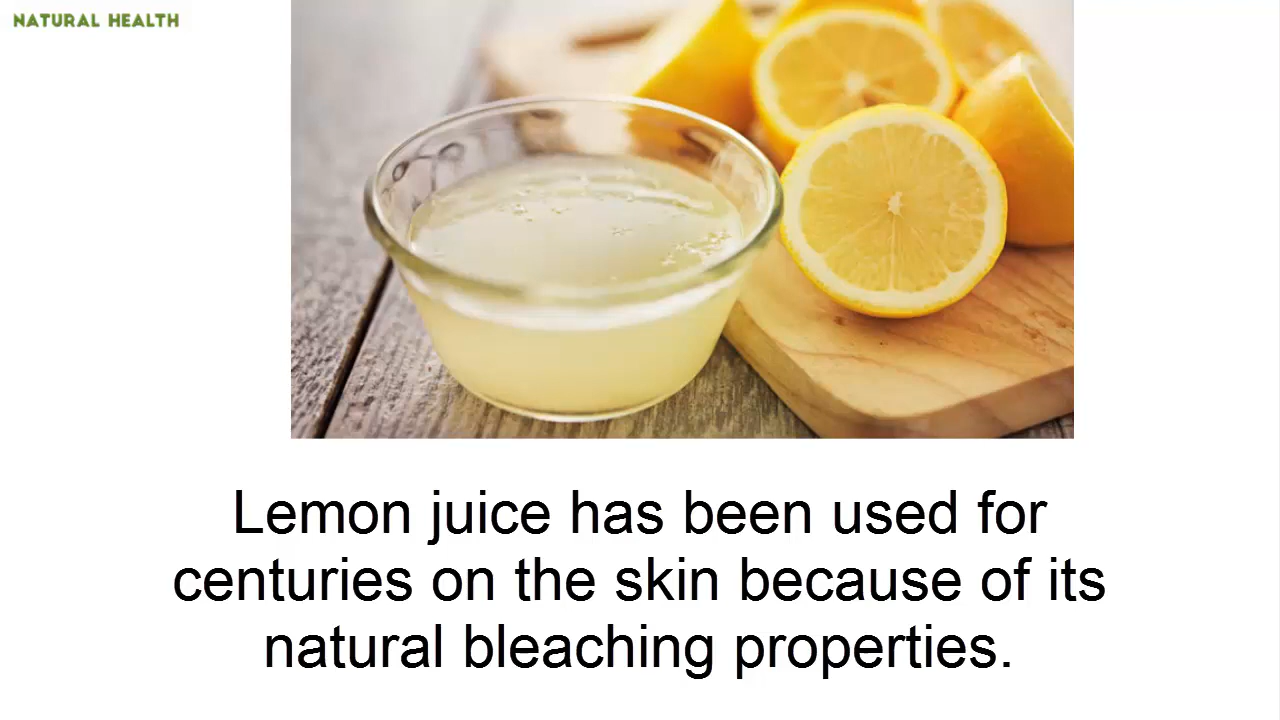 NATURAL HEALTH
Lemon juice has been used for
centuries on the skin because of its
natural bleaching properties.